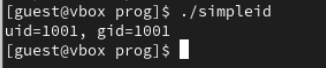 [guest@vbox prog]$ ./simpleid
uid=1001, gid=1001
[guest@vbox prog]$